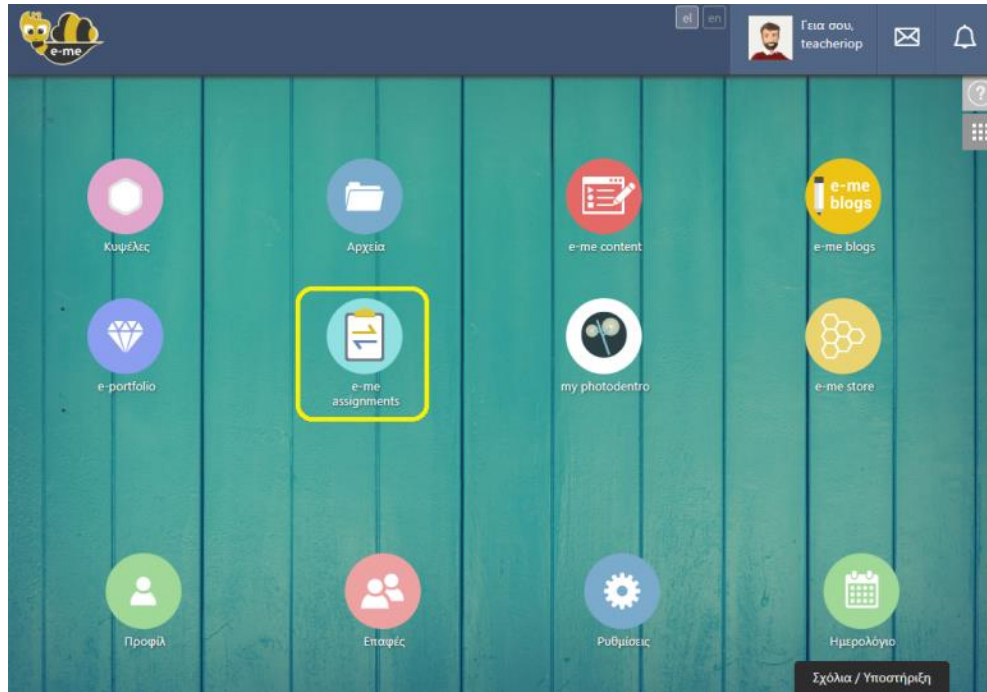 e-me
el en
Γεια σου,
teacheriop
Κυψέλες
Αρχεία
e-me content
e-me
blogs
e-me blogs
e-portfolio
e-me
assignments
my photodentro
e-me store
Προφίλ
Επαφές
Ρυθμίσεις
Ημερολόγιο
Σχόλια / Υποστήριξη